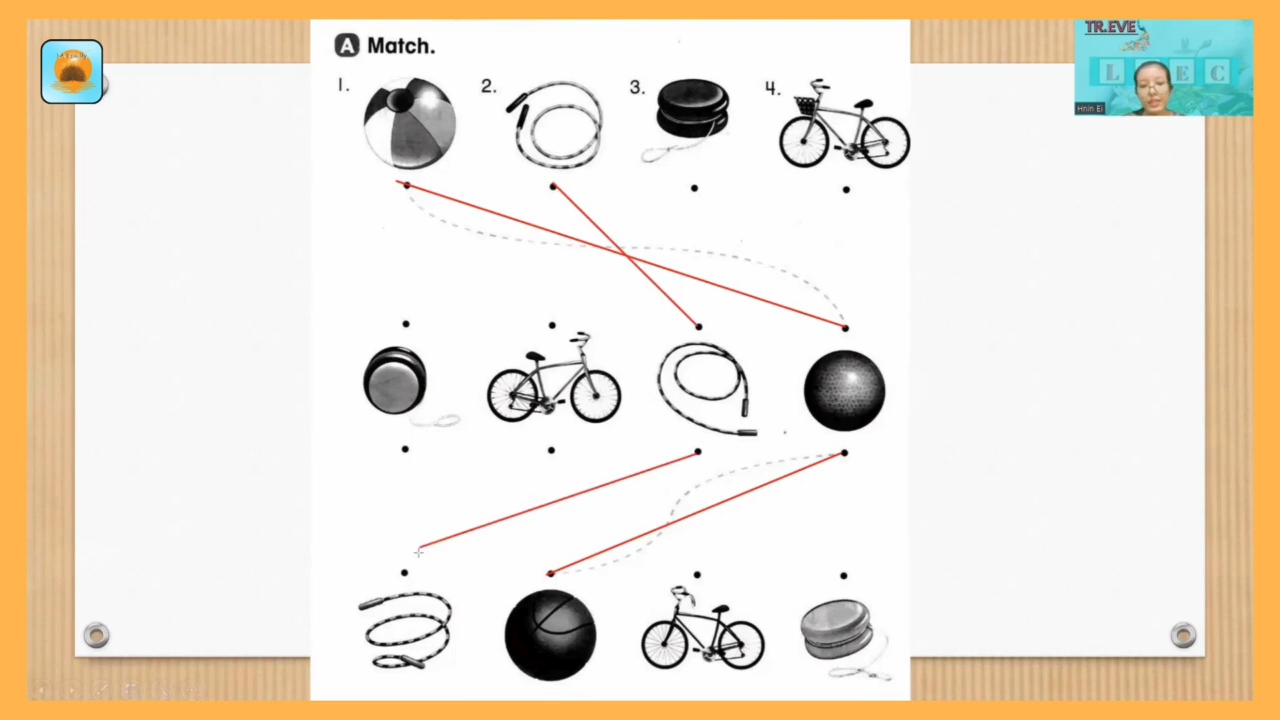 A Match.
1.
2.
3.
4.
TR.EVE
L E C
Hnin Ei